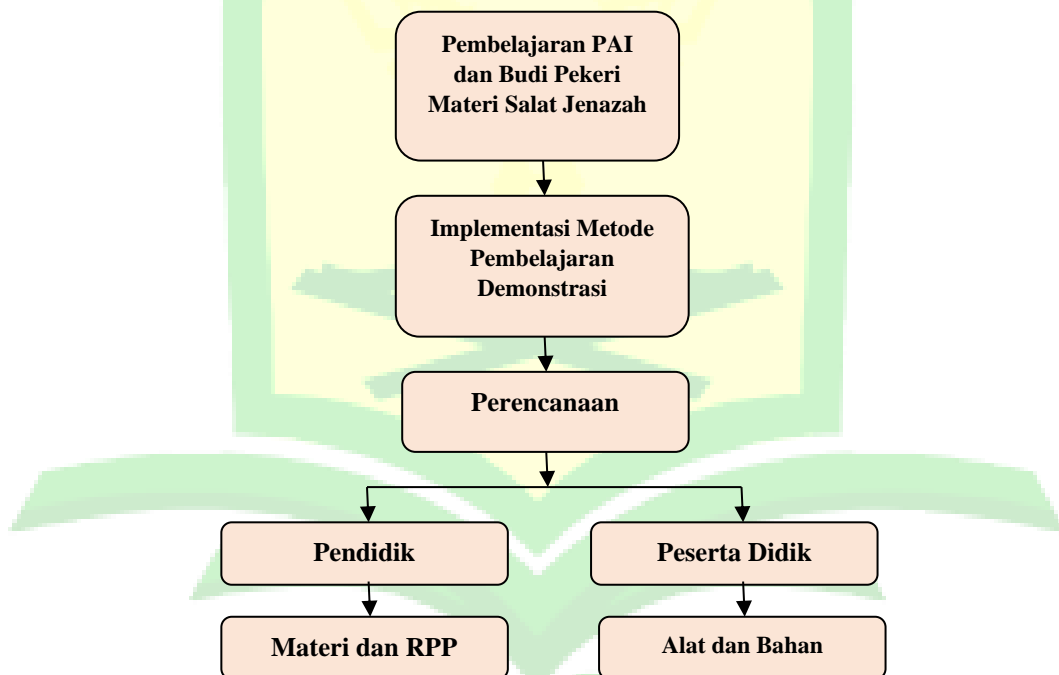 Pembelajaran PAI
dan Budi Pekeri
Materi Salat Jenazah
Implementasi Metode
Pembelajaran
Demonstrasi
Perencanaan
Pendidik
Peserta Didik
Materi dan RPP
Alat dan Bahan